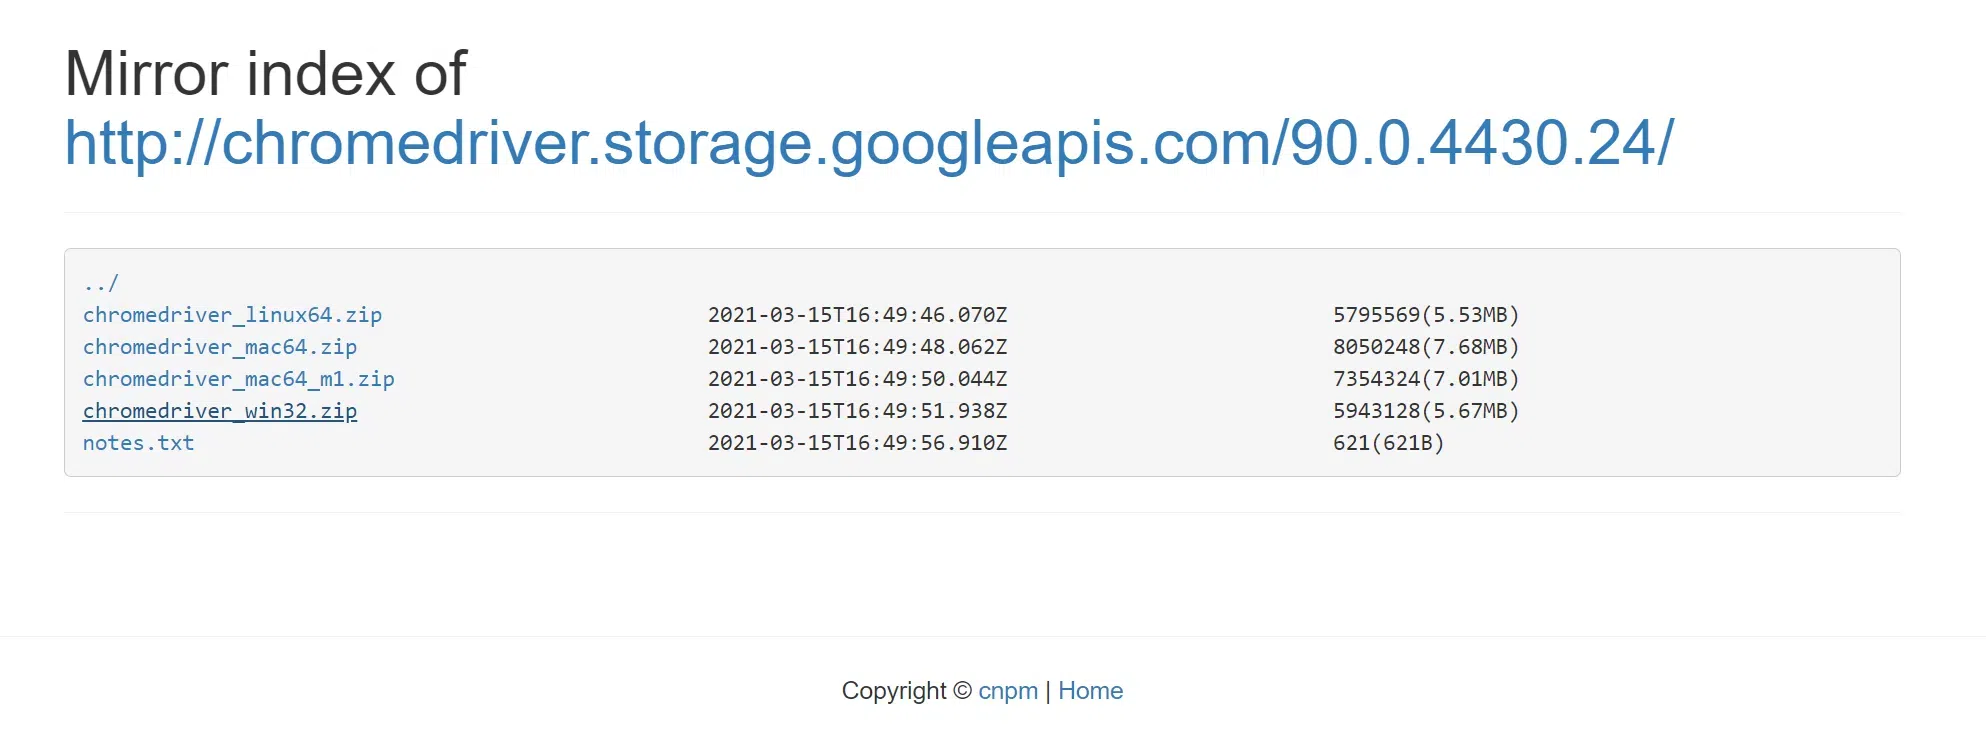 Mirror index of
http://chromedriver.storage.googleapis.com/90.0.4430.24/
../
chromedriver_linux64.zip 2021-03-15T16:49:46.070Z 5795569(5.53MB)
chromedriver_mac64.zip 2021-03-15T16:49:48.062Z 8050248(7.68MB)
chromedriver_mac64_m1.zip 2021-03-15T16:49:50.044Z 7354324(7.01MB)
chromedriver_win32.zip 2021-03-15T16:49:51.938Z 5943128(5.67MB)
notes.txt 2021-03-15T16:49:56.910Z 621(621B)
Copyright © cnpm | Home